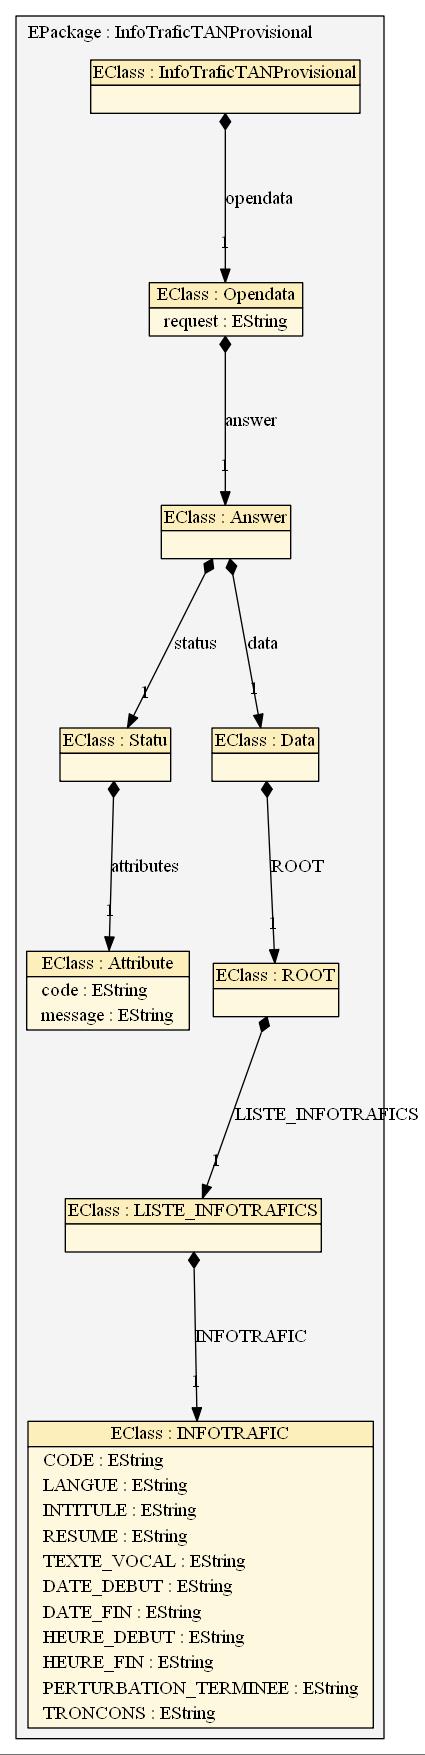 EPackage : InfoTraficTANProvisional
EClass : InfoTraficTANProvisional
opendata
1
EClass : Opendata
request : EString
answer
1
EClass : Answer
status
data
1
1
EClass : Statu
EClass : Data
attributes
ROOT
1
1
EClass : Attribute
code : EString
message : EString
EClass : ROOT
LISTE_INFOTRAFICS
1
EClass : LISTE_INFOTRAFICS
INFOTRAFIC
1
EClass : INFOTRAFIC
CODE : EString
LANGUE : EString
INTITULE : EString
RESUME : EString
TEXTE_VOCAL : EString
DATE_DEBUT : EString
DATE_FIN : EString
HEURE_DEBUT : EString
HEURE_FIN : EString
PERTURBATION_TERMINEE : EString
TRONCONS : EString